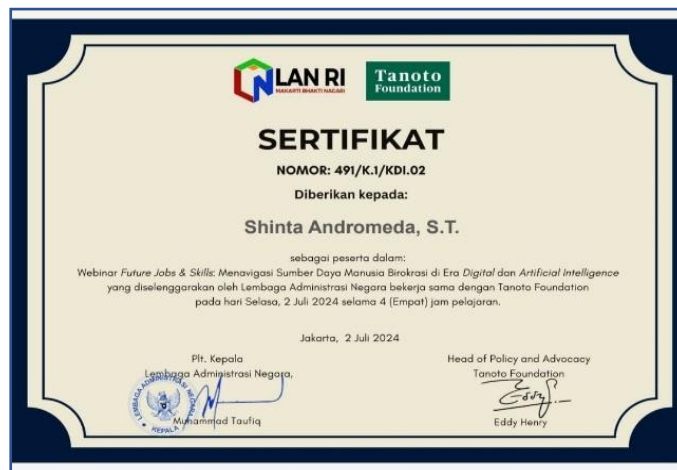 LAN RI
MAKARTI BHAKTI NAGARI
Tanoto
Foundation
SERTIFIKAT
NOMOR: 491/K.1/KDI.02
Diberikan kepada:
Shinta Andromeda, S.T.
sebagai peserta dalam:
Webinar Future Jobs & Skills: Menavigasi Sumber Daya Manusia Birokrasi di Era Digital dan Artificial Intelligence
yang diselenggarakan oleh Lembaga Administrasi Negara bekerja sama dengan Tanoto Foundation
pada hari Selasa, 2 Juli 2024 selama 4 (Empat) jam pelajaran.
Jakarta, 2 Juli 2024
Plt. Kepala
Lembaga Administrasi Negara,
LEMBAGA ADMINISTRASI NEGARA
KEPALA
Muhammad Taufiq
Head of Policy and Advocacy
Tanoto Foundation
Eddy Henry